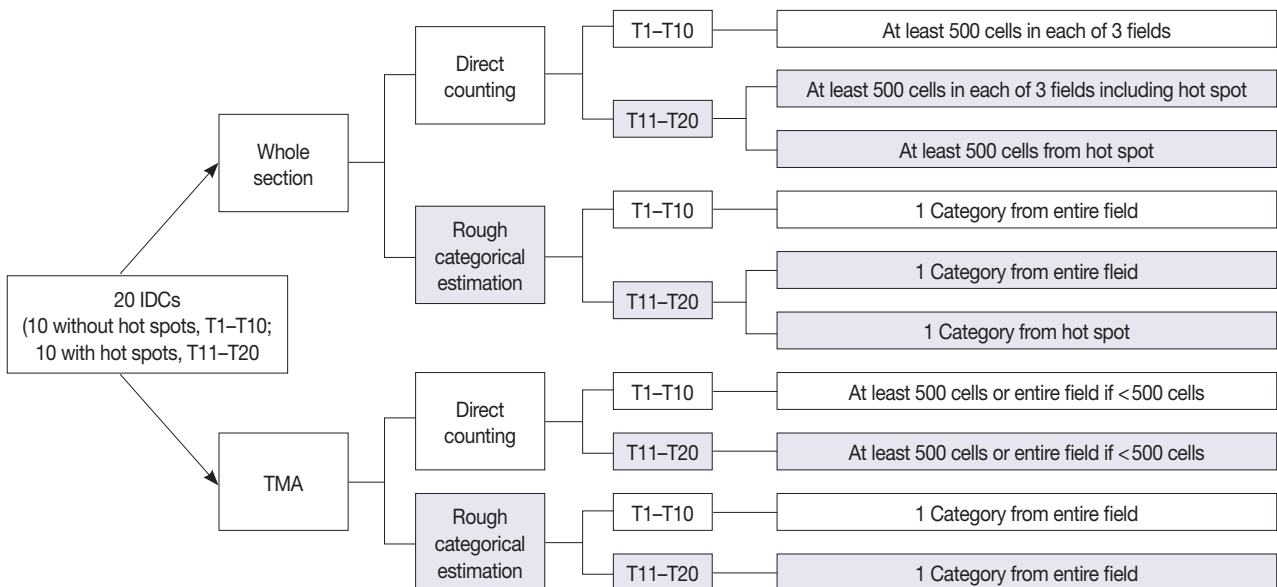 20 IDCs
(10 without hot spots, T1–T10;
10 with hot spots, T11–T20
Whole
section
Direct
counting
T1–T10
At least 500 cells in each of 3 fields
T11–T20
At least 500 cells in each of 3 fields including hot spot
At least 500 cells from hot spot
Rough
categorical
estimation
T1–T10
1 Category from entire field
T11–T20
1 Category from entire fleid
1 Category from hot spot
TMA
Direct
counting
T1–T10
At least 500 cells or entire field if <500 cells
T11–T20
At least 500 cells or entire field if <500 cells
Rough
categorical
estimation
T1–T10
1 Category from entire field
T11–T20
1 Category from entire field